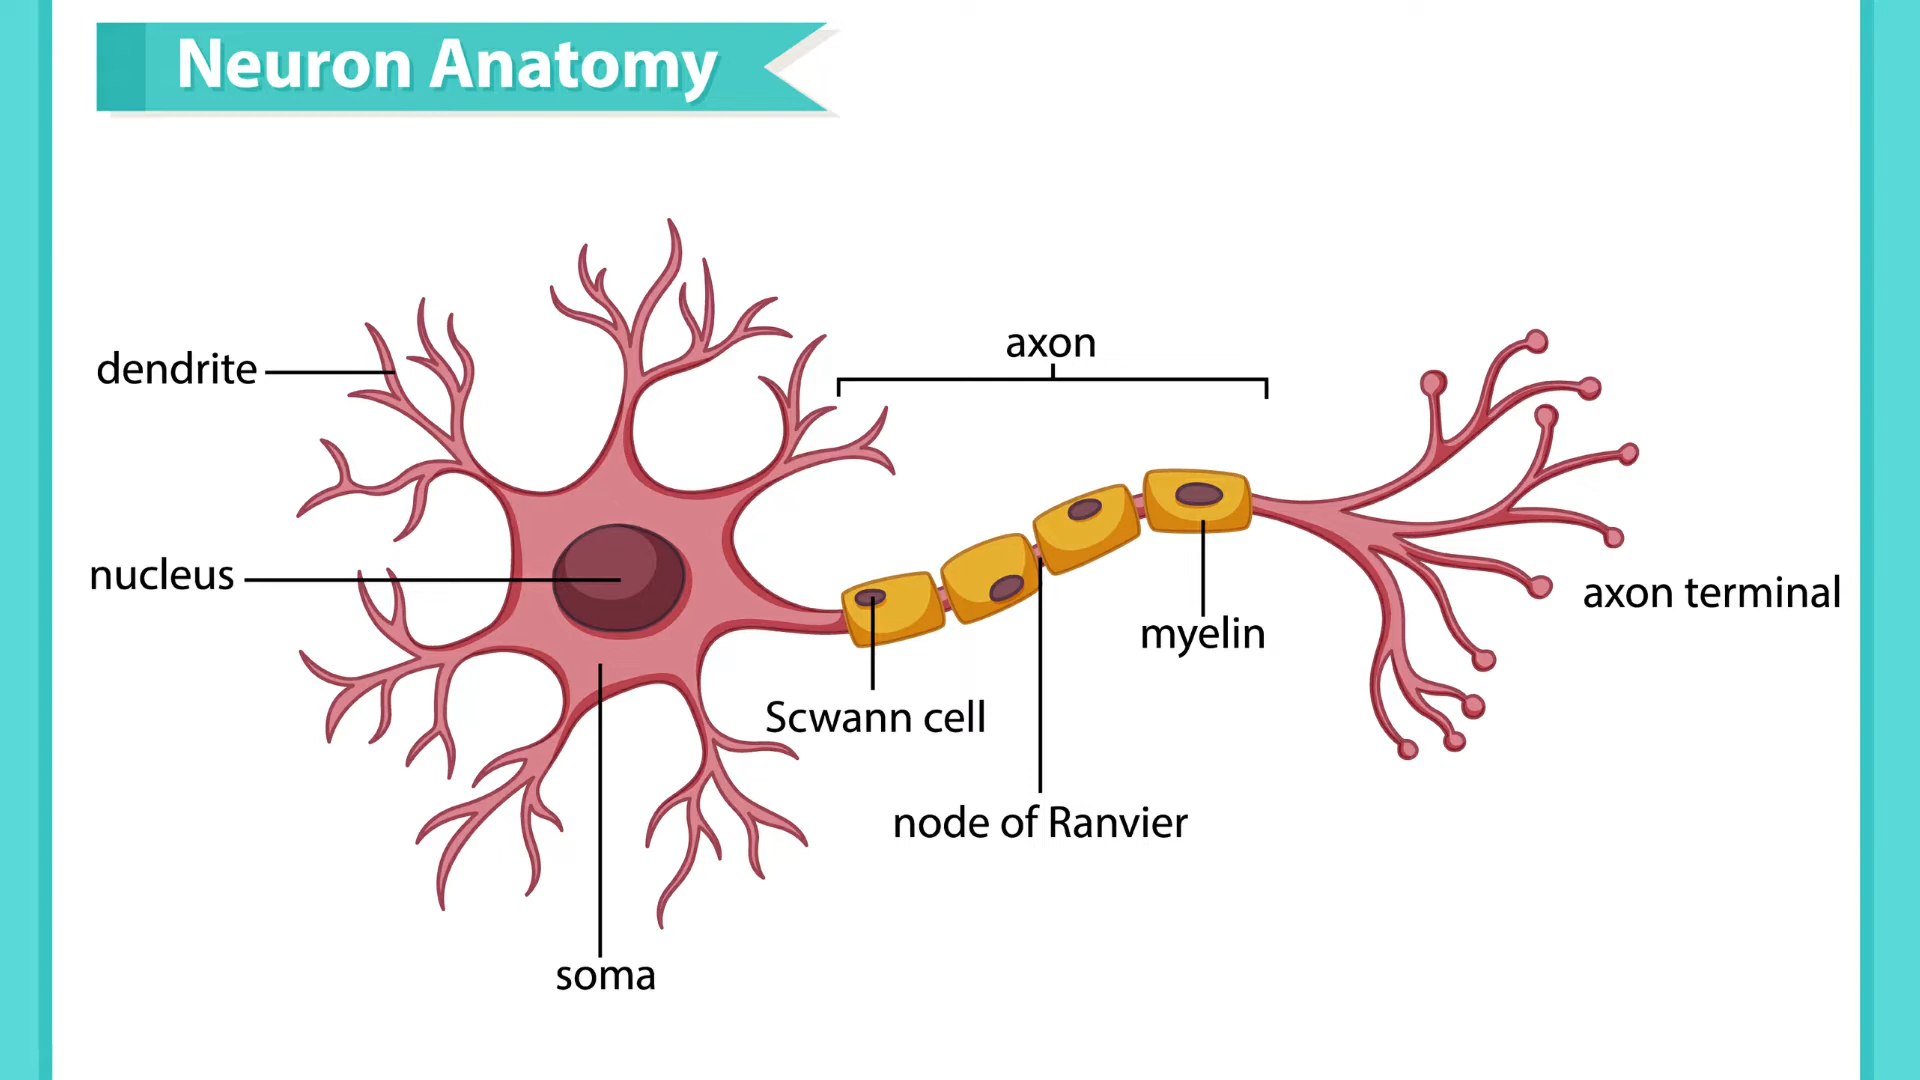 Neuron Anatomy
axon
dendrite
nucleus
axon terminal
myelin
Scwann cell
node of Ranvier
soma